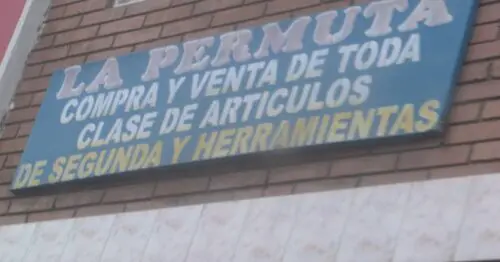 LA PERMUTA
COMPRA Y VENTA DE TODA
CLASE DE ARTICULOS
DE SEGUNDA Y HERRAMIENTAS